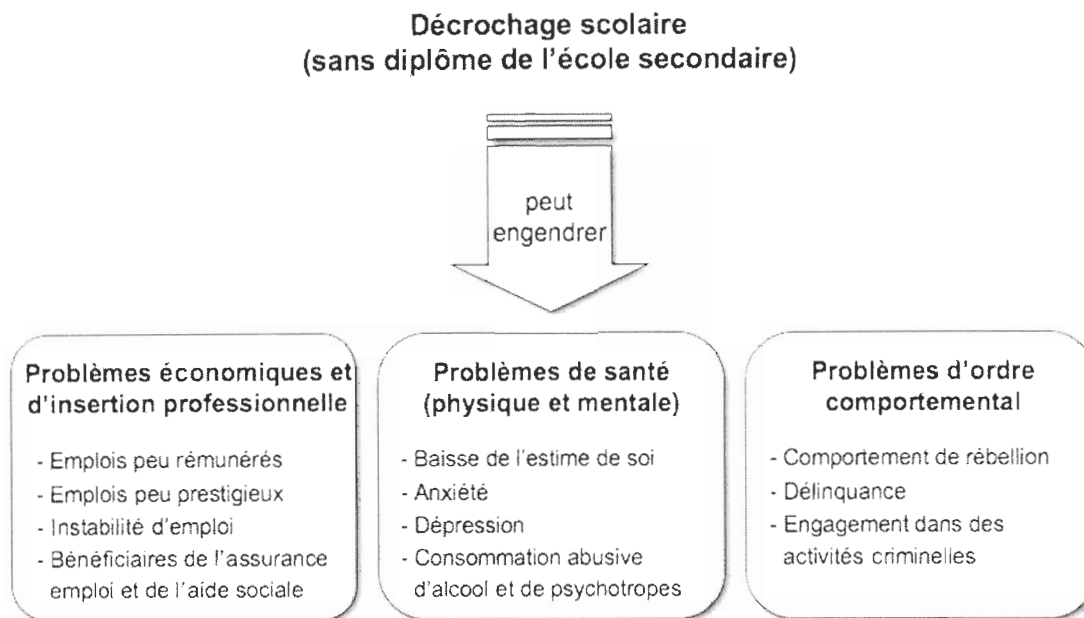 Décrochage scolaire
(sans diplôme de l'école secondaire)
peut
engendrer
Problèmes économiques et
d'insertion professionnelle
- Emplois peu rémunérés
- Emplois peu prestigieux
- Instabilité d'emploi
- Bénéficiaires de l'assurance
emploi et de l'aide sociale
Problèmes de santé
(physique et mentale)
- Baisse de l'estime de soi
- Anxiété
- Dépression
- Consommation abusive
d'alcool et de psychotropes
Problèmes d'ordre
comportemental
- Comportement de rébellion
- Délinquance
- Engagement dans des
activités criminelles